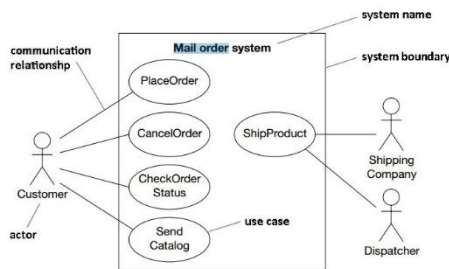 system name
communication
relationshp
Mail order system
system boundary
PlaceOrder
CancelOrder
ShipProduct
Shipping
Company
CheckOrder
Status
Customer
actor
Send
Catalog
use case
Dispatcher